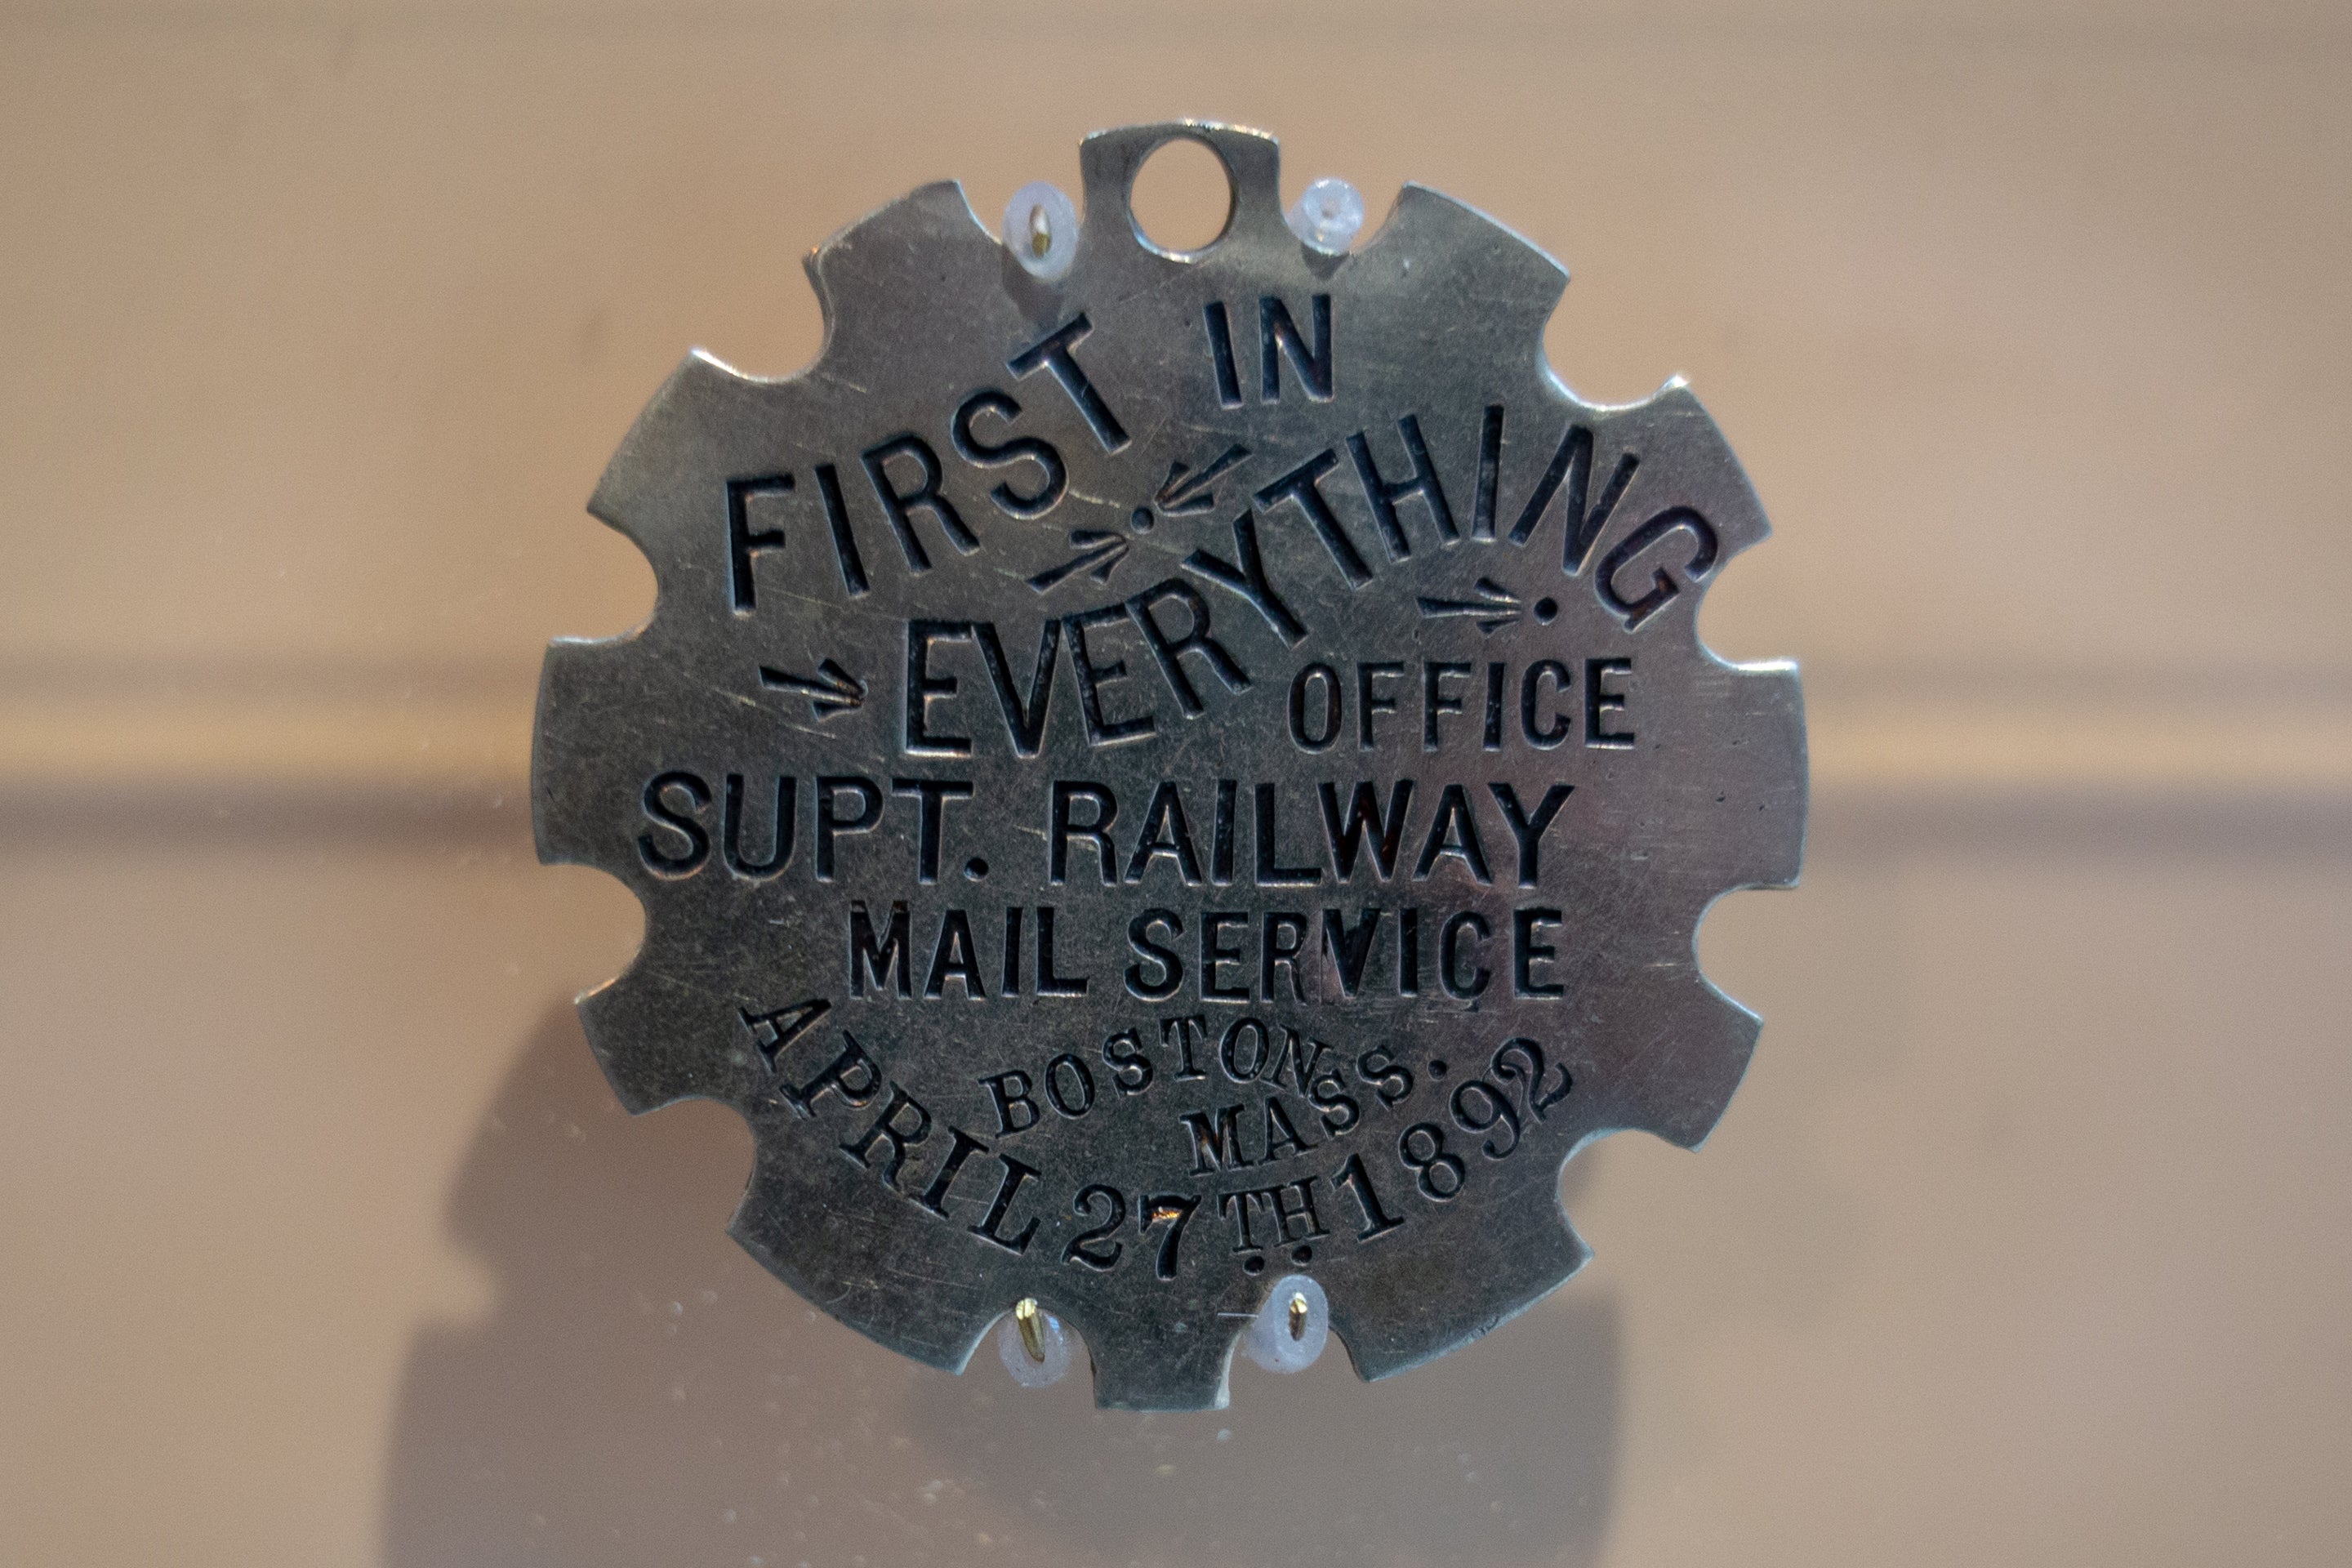 FIRST IN
EVERYTHING
OFFICE
SUPT. RAILWAY
MAIL SERVICE
BOSTON
MASS.
APRIL 27TH 1892